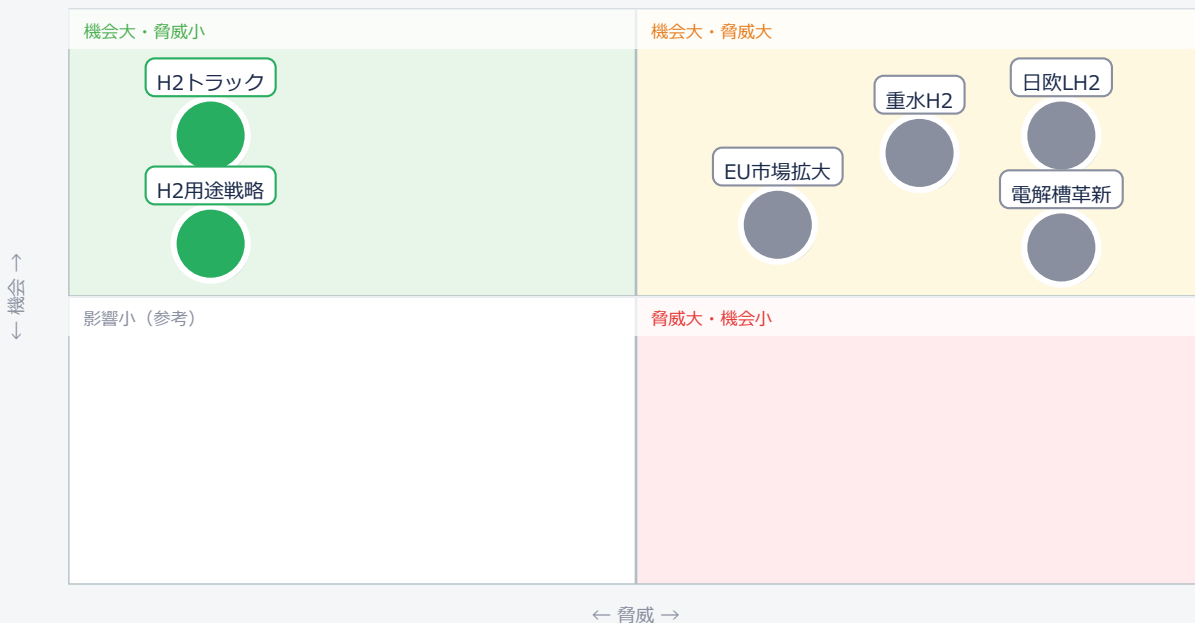 機会大・脅威小
機会大・脅威大
H2トラック
日欧LH2
重水H2
EU市場拡大
H2用途戦略
電解槽革新
← 機会 →
影響小（参考）
脅威大・機会小
← 脅威 →